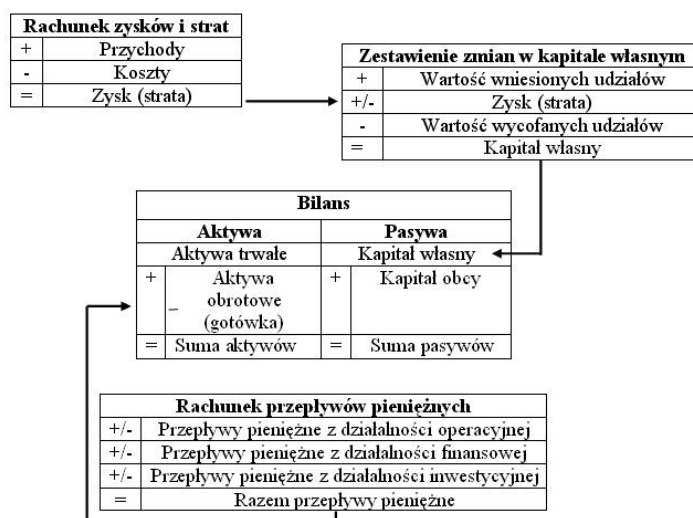 Rachunek zysków i strat
+ Przychody
- Koszty
= Zysk (strata)
Zestawienie zmian w kapitale własnym
+ Wartość wniesionych udziałów
+/- Zysk (strata)
- Wartość wycofanych udziałów
= Kapitał własny
Bilans
Aktywa Pasywa
Aktywa trwałe Kapitał własny
+ Aktywa + Kapitał obcy
_ obrotowe
(gotówka)
= Suma aktywów = Suma pasywów
Rachunek przepływów pieniężnych
+/- Przepływy pieniężne z działalności operacyjnej
+/- Przepływy pieniężne z działalności finansowej
+/- Przepływy pieniężne z działalności inwestycyjnej
= Razem przepływy pieniężne